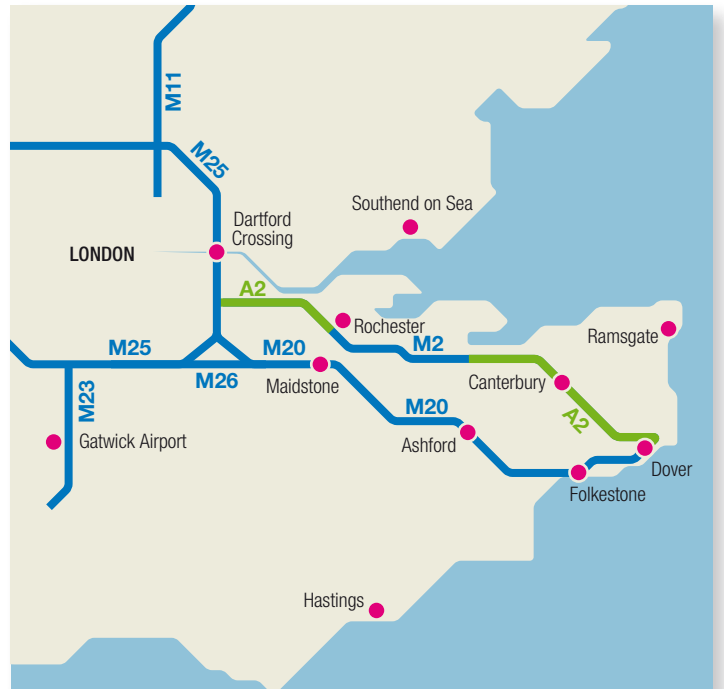 M11
M25
Southend on Sea
Dartford
Crossing
LONDON
A2
Rochester
Ramsgate
M2
M25
M20
M26
Maidstone
Canterbury
M23
M20
A2
Gatwick Airport
Ashford
Dover
Folkestone
Hastings